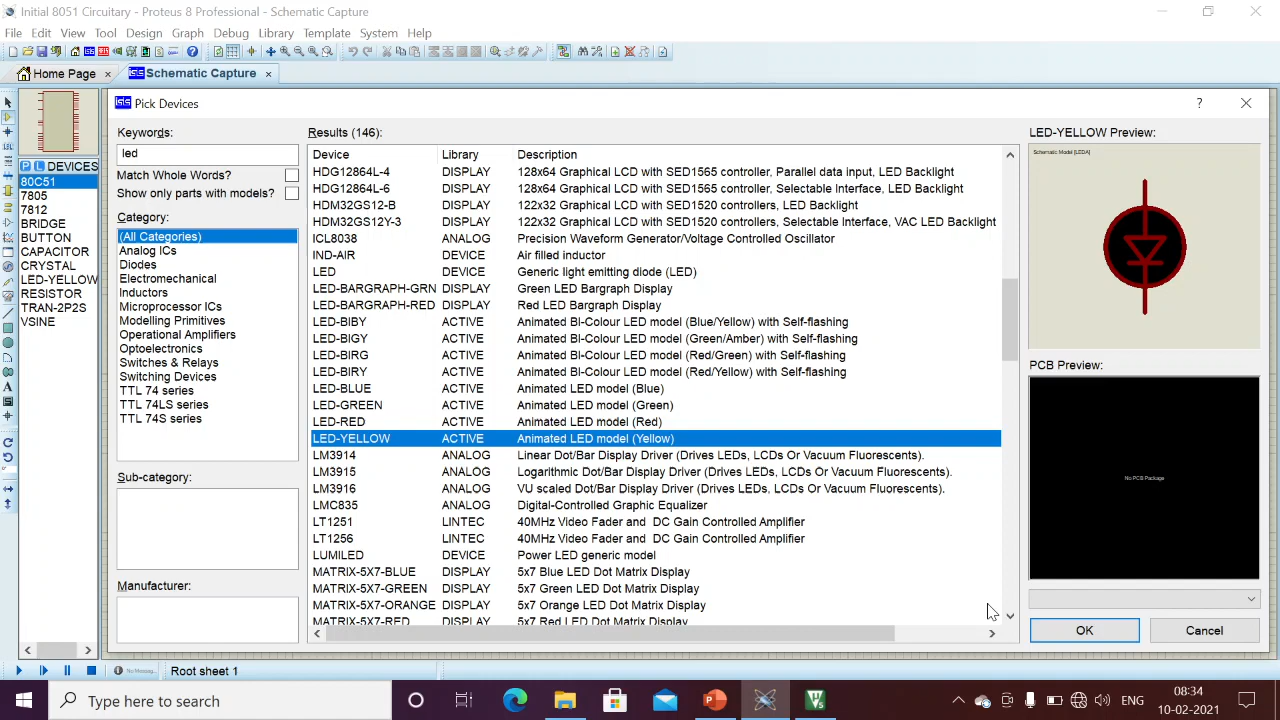 Initial 8051 Circuitary - Proteus 8 Professional - Schematic Capture
File Edit View Tool Design Graph Debug Library Template System Help
Home Page × Schematic Capture ×
Pick Devices ?
Keywords: Results (146): LED-YELLOW Preview:
led
Match Whole Words?
Show only parts with models?
Category:
(All Categories)
Analog ICs
Diodes
Electromechanical
Inductors
Microprocessor ICs
Modelling Primitives
Operational Amplifiers
Optoelectronics
Switches & Relays
Switching Devices
TTL 74 series
TTL 74LS series
TTL 74S series
Sub-category:
Manufacturer:
P L DEVICES
80C51
7805
7812
BRIDGE
BUTTON
CAPACITOR
CRYSTAL
LED-YELLOW
RESISTOR
TRAN-2P2S
VSINE
Device Library Description
HDG12864L-4 DISPLAY 128x64 Graphical LCD with SED1565 controller, Parallel data input, LED Backlight
HDG12864L-6 DISPLAY 128x64 Graphical LCD with SED1565 controller, Selectable Interface, LED Backlight
HDM32GS12-B DISPLAY 122x32 Graphical LCD with SED1520 controllers, LED Backlight
HDM32GS12Y-3 DISPLAY 122x32 Graphical LCD with SED1520 controllers, Selectable Interface, VAC LED Backlight
ICL8038 ANALOG Precision Waveform Generator/Voltage Controlled Oscillator
IND-AIR DEVICE Air filled inductor
LED DEVICE Generic light emitting diode (LED)
LED-BARGRAPH-GRN DISPLAY Green LED Bargraph Display
LED-BARGRAPH-RED DISPLAY Red LED Bargraph Display
LED-BIBY ACTIVE Animated BI-Colour LED model (Blue/Yellow) with Self-flashing
LED-BIGY ACTIVE Animated BI-Colour LED model (Green/Amber) with Self-flashing
LED-BIRG ACTIVE Animated BI-Colour LED model (Red/Green) with Self-flashing
LED-BIRY ACTIVE Animated BI-Colour LED model (Red/Yellow) with Self-flashing
LED-BLUE ACTIVE Animated LED model (Blue)
LED-GREEN ACTIVE Animated LED model (Green)
LED-RED ACTIVE Animated LED model (Red)
LED-YELLOW ACTIVE Animated LED model (Yellow)
LM3914 ANALOG Linear Dot/Bar Display Driver (Drives LEDs, LCDs Or Vacuum Fluorescents).
LM3915 ANALOG Logarithmic Dot/Bar Display Driver (Drives LEDs, LCDs Or Vacuum Fluorescents).
LM3916 ANALOG VU scaled Dot/Bar Display Driver (Drives LEDs, LCDs Or Vacuum Fluorescents).
LMC835 ANALOG Digital-Controlled Graphic Equalizer
LT1251 LINTEC 40MHz Video Fader and DC Gain Controlled Amplifier
LT1256 LINTEC 40MHz Video Fader and DC Gain Controlled Amplifier
LUMILED DEVICE Power LED generic model
MATRIX-5X7-BLUE DISPLAY 5x7 Blue LED Dot Matrix Display
MATRIX-5X7-GREEN DISPLAY 5x7 Green LED Dot Matrix Display
MATRIX-5X7-ORANGE DISPLAY 5x7 Orange LED Dot Matrix Display
MATRIX-5X7-RED DISPLAY 5x7 Red LED Dot Matrix Display
Schematic Model [LEDA]
PCB Preview:
No PCB Package
OK Cancel
No Messag... Root sheet 1
Type here to search
ENG
08:34
10-02-2021